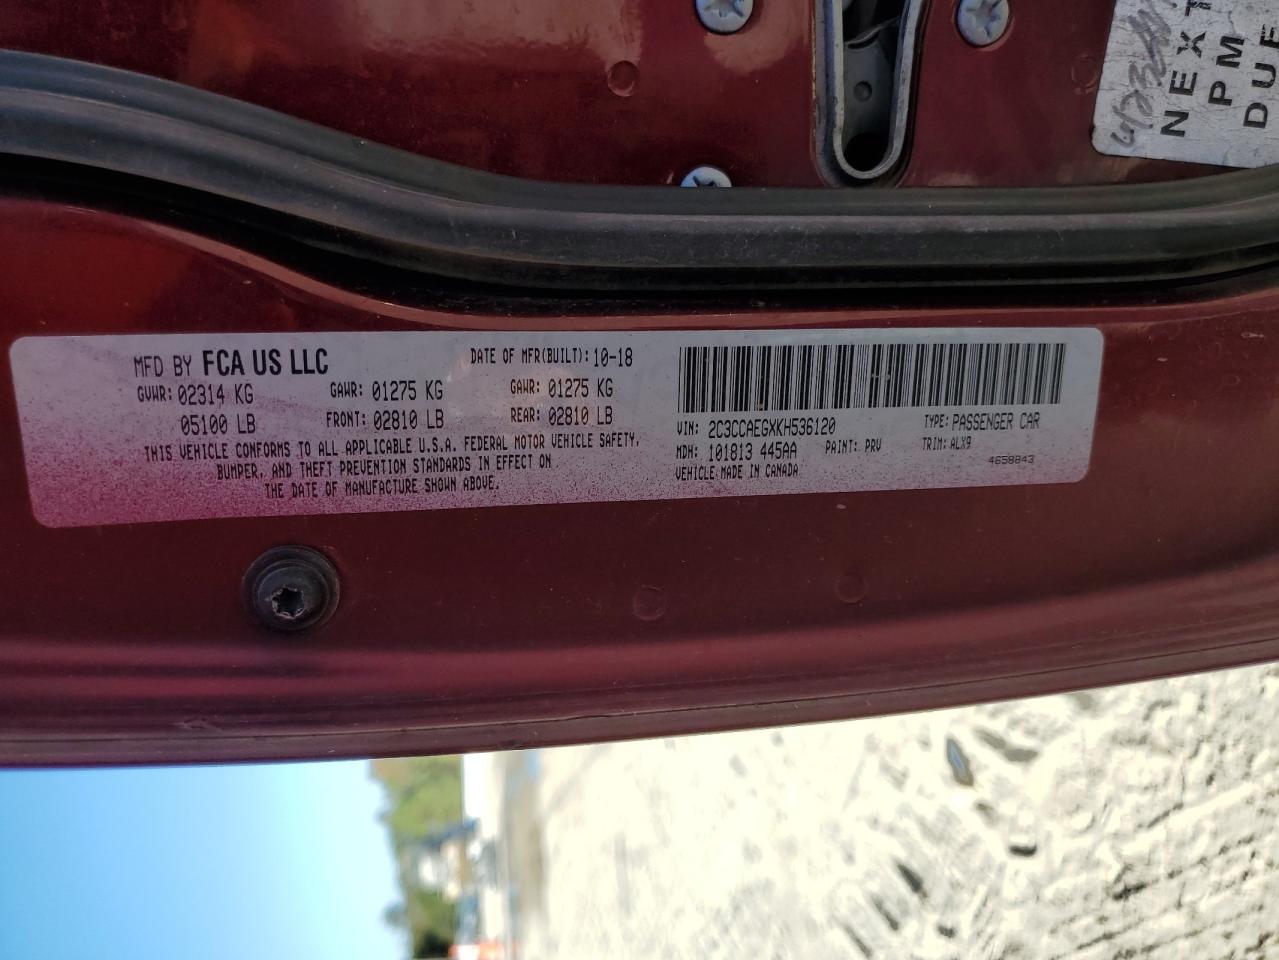 NEXT
PM
DUE
MFD BY FCA US LLC DATE OF MFR(BUILT): 10-18
GVWR: 02314 KG GAWR: 01275 KG GAWR: 01275 KG
05100 LB FRONT: 02810 LB REAR: 02810 LB
THIS VEHICLE CONFORMS TO ALL APPLICABLE U.S.A. FEDERAL MOTOR VEHICLE SAFETY,
BUMPER, AND THEFT PREVENTION STANDARDS IN EFFECT ON
THE DATE OF MANUFACTURE SHOWN ABOVE.
VIN: 2C3CCAEGXKH536120 TYPE: PASSENGER CAR
MDH: 101813 445AA PAINT: PRV TRIM: ALX9
VEHICLE MADE IN CANADA 4658843